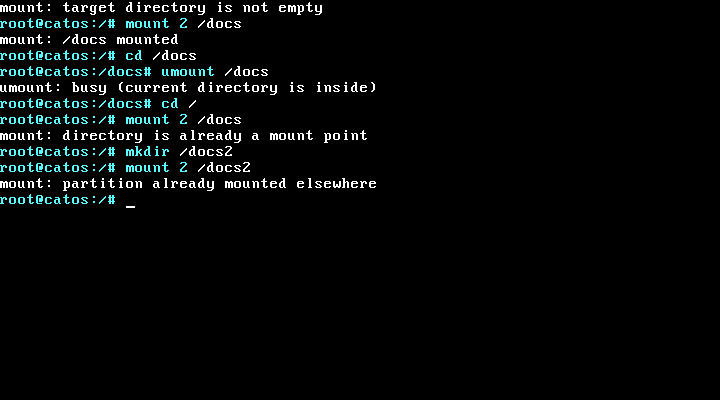 mount: target directory is not empty
root@catos:/# mount 2 /docs
mount: /docs mounted
root@catos:/# cd /docs
root@catos:/docs# umount /docs
umount: busy (current directory is inside)
root@catos:/docs# cd /
root@catos:/# mount 2 /docs
mount: directory is already a mount point
root@catos:/# mkdir /docs2
root@catos:/# mount 2 /docs2
mount: partition already mounted elsewhere
root@catos:/# _